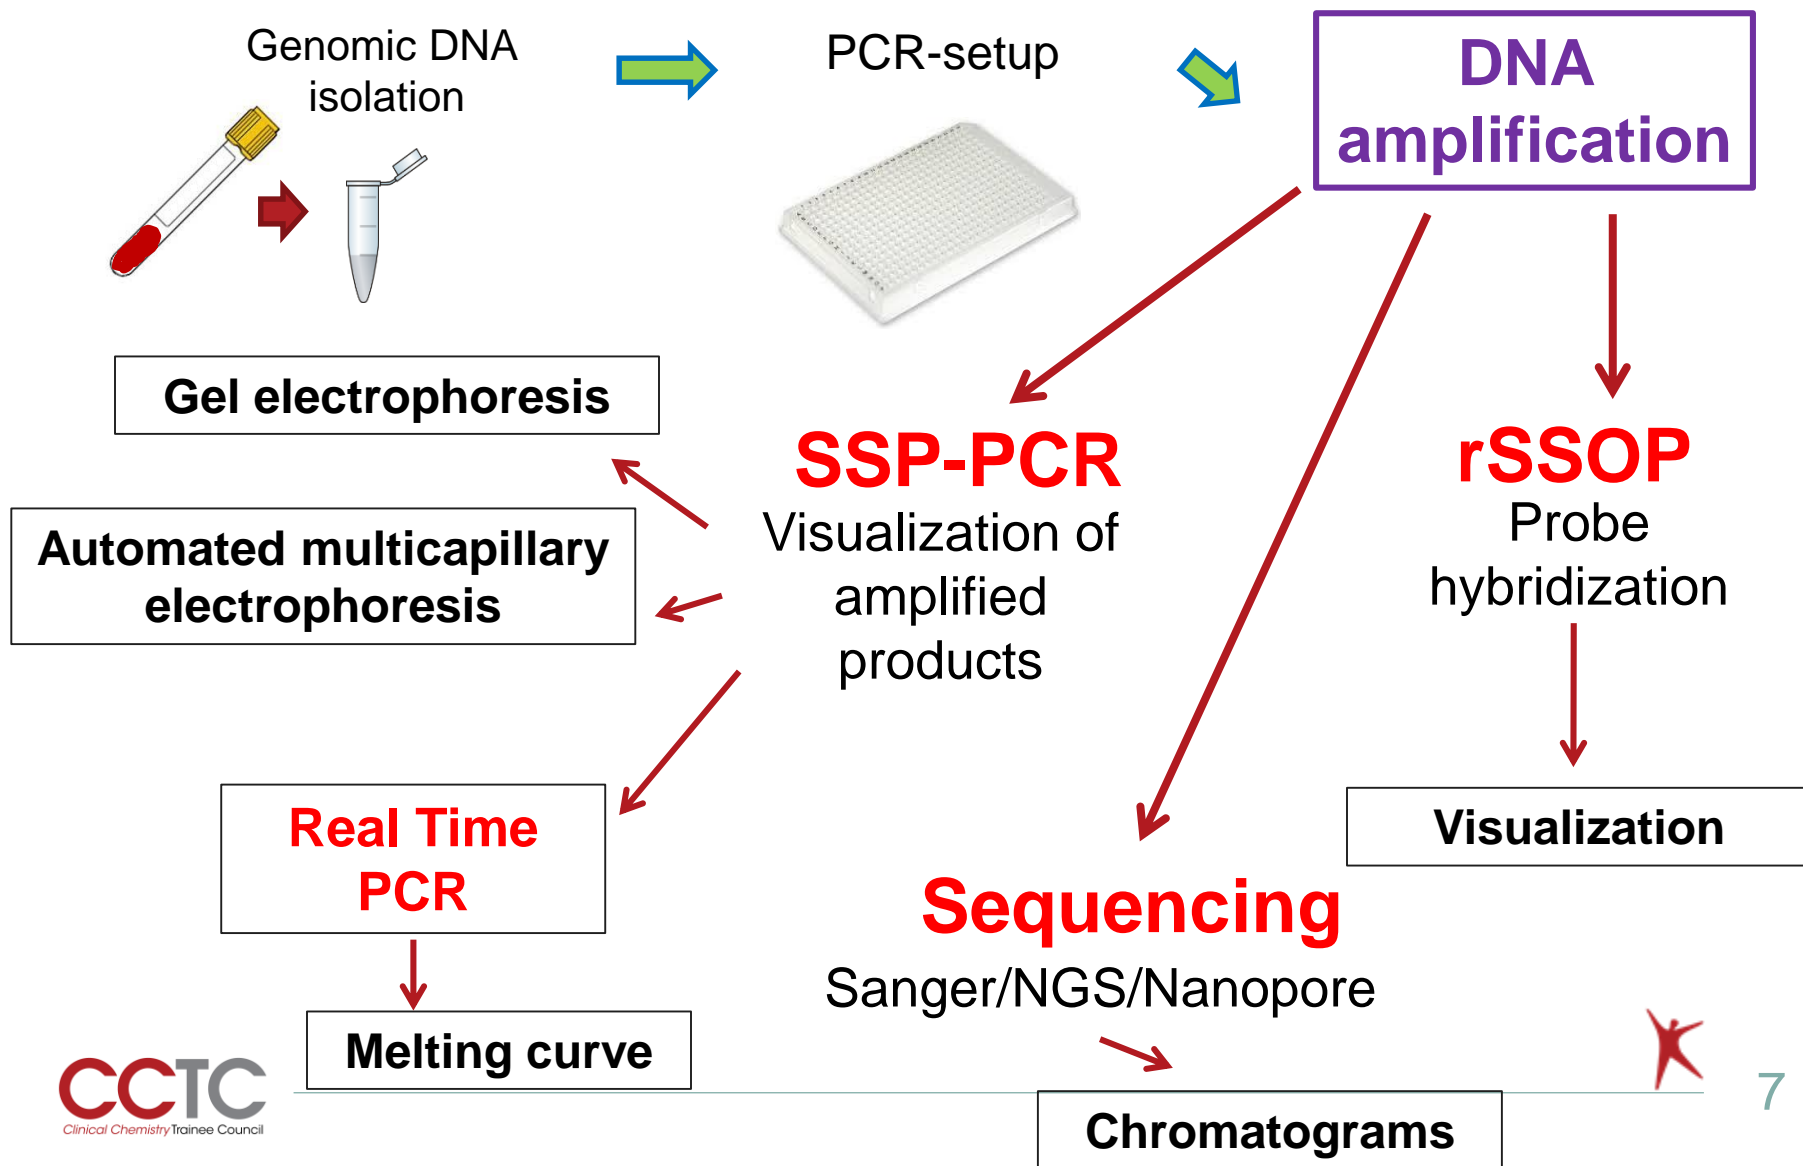 Genomic DNA
isolation
PCR-setup
DNA
amplification
Gel electrophoresis
Automated multicapillary
electrophoresis
SSP-PCR
Visualization of
amplified
products
rSSOP
Probe
hybridization
Real Time
PCR
Visualization
Sequencing
Sanger/NGS/Nanopore
Melting curve
Chromatograms
CCTC
Clinical Chemistry Trainee Council
7